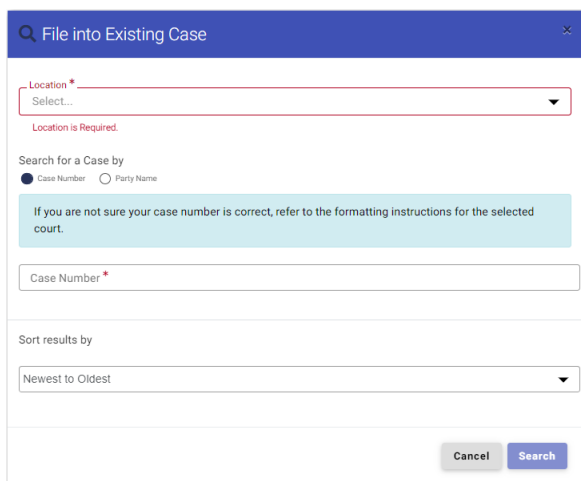 File into Existing Case
×
Location *
Select...
Location is Required.
Search for a Case by
Case Number Party Name
If you are not sure your case number is correct, refer to the formatting instructions for the selected
court.
Case Number *
Sort results by
Newest to Oldest
Cancel Search